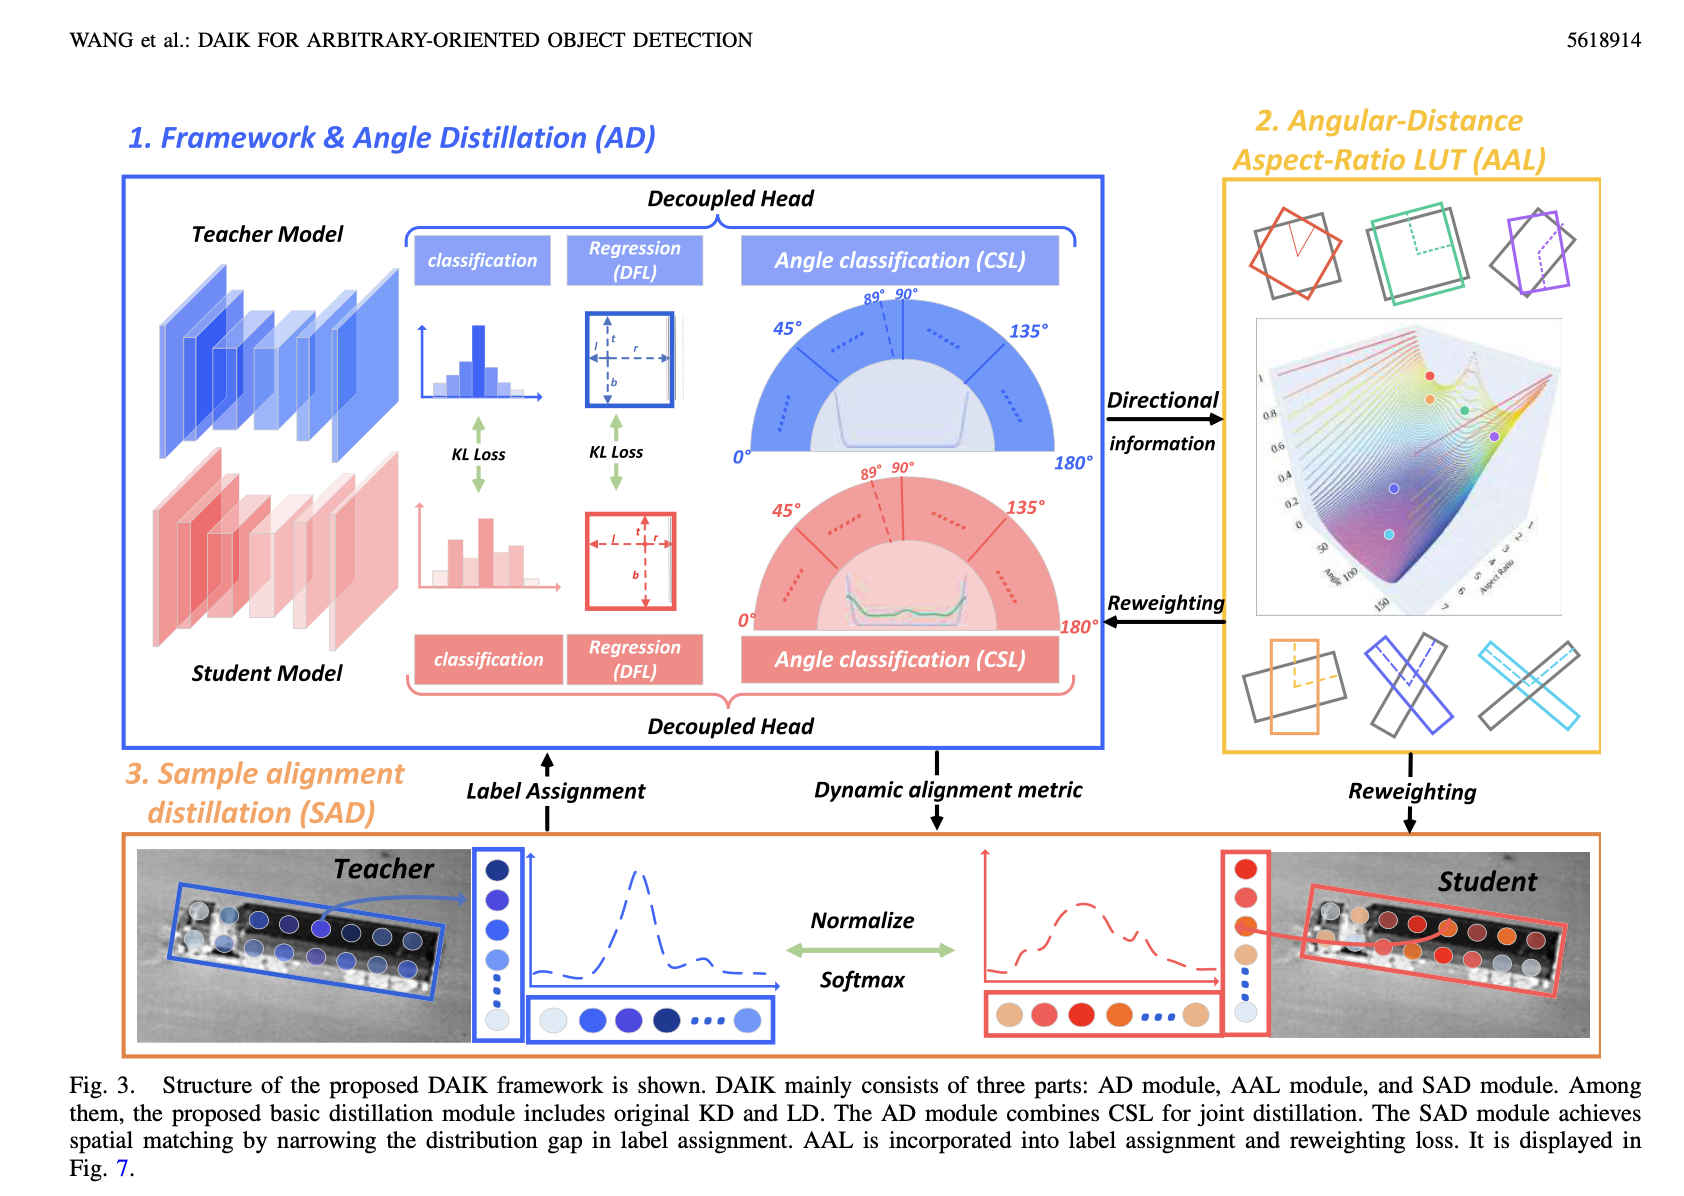 WANG et al.: DAIK FOR ARBITRARY-ORIENTED OBJECT DETECTION
5618914
1. Framework & Angle Distillation (AD)
Decoupled Head
Teacher Model
classification
Regression
(DFL)
Angle classification (CSL)
0°
45°
89°
90°
135°
180°
t
l
r
b
KL Loss
KL Loss
0°
45°
89°
90°
135°
180°
l
t
r
b
classification
Regression
(DFL)
Angle classification (CSL)
Student Model
Decoupled Head
Directional
information
Reweighting
2. Angular-Distance
Aspect-Ratio LUT (AAL)
1
0.8
0.6
0.4
0.2
0
50
Angle
100
150
1
2
3
4
5
6
7
Aspect Ratio
Label Assignment
Dynamic alignment metric
Reweighting
3. Sample alignment
distillation (SAD)
Teacher
Normalize
Softmax
Student
Fig. 3. Structure of the proposed DAIK framework is shown. DAIK mainly consists of three parts: AD module, AAL module, and SAD module. Among
them, the proposed basic distillation module includes original KD and LD. The AD module combines CSL for joint distillation. The SAD module achieves
spatial matching by narrowing the distribution gap in label assignment. AAL is incorporated into label assignment and reweighting loss. It is displayed in
Fig. 7.